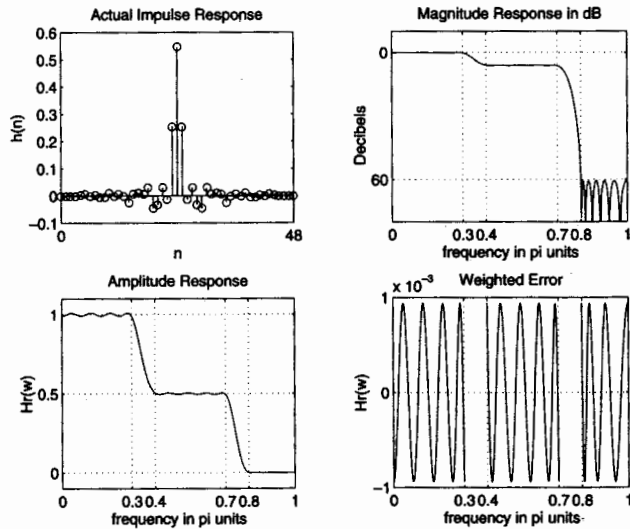 Actual Impulse Response
0.6
0.5
0.4
0.3
0.2
0.1
0
−0.1
h(n)
0
48
n
Magnitude Response in dB
0
60
Decibels
0
0.30.4
0.70.8
1
frequency in pi units
Amplitude Response
1
0.5
0
Hr(w)
0
0.30.4
0.70.8
1
frequency in pi units
Weighted Error
x 10⁻³
1
0
−1
Hr(w)
0
0.30.4
0.70.8
1
frequency in pi units